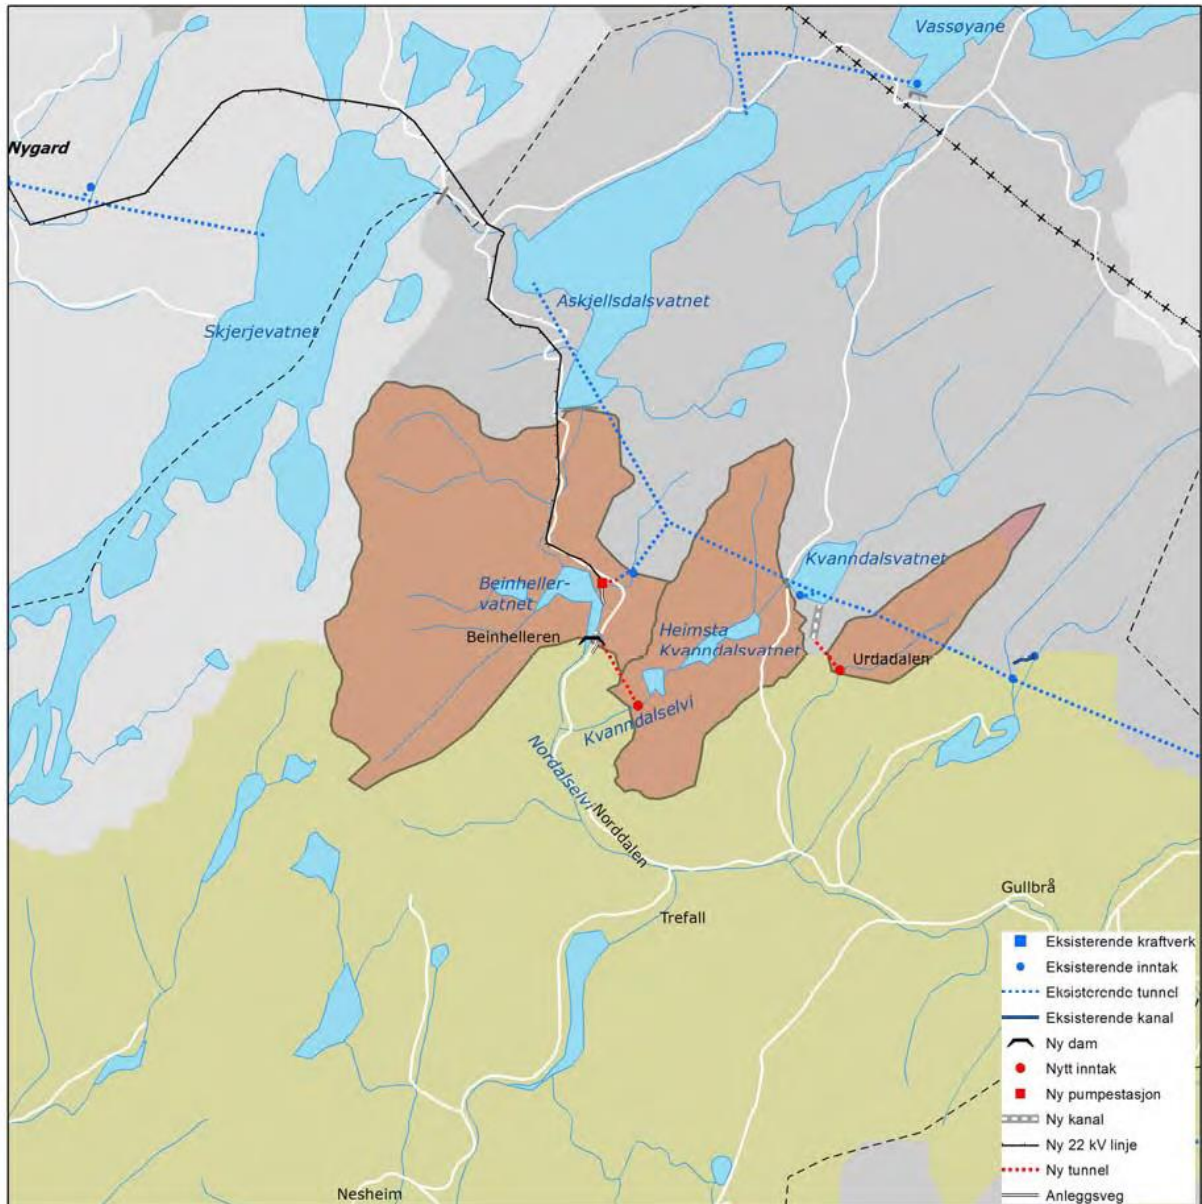 Vassøyane
Nygard
Askjellsdalsvatnet
Skjerjevatnet
Kvanndalsvatnet
Beinheller-
vatnet
Beinhelleren
Heimsta
Kvanndalsvatnet
Urdadalen
Kvanndalselvi
Nordalselvi
Norddalen
Trefall
Gullbrå
Nesheim
Eksisterende kraftverk
Eksisterende inntak
Eksisterende tunnel
Eksisterende kanal
Ny dam
Nytt inntak
Ny pumpestasjon
Ny kanal
Ny 22 kV linje
Ny tunnel
Anleggsveg